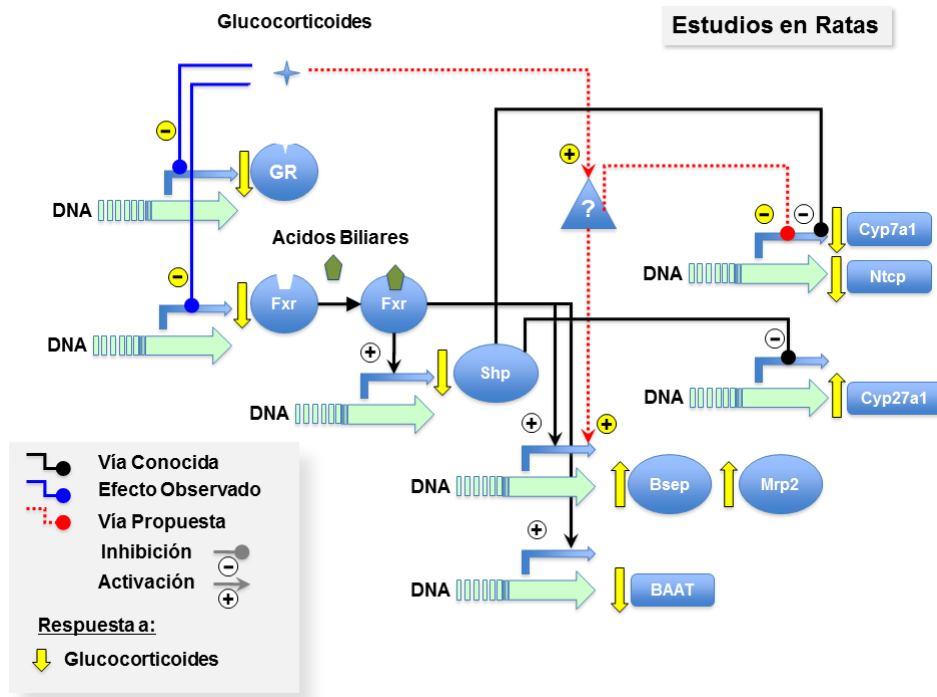 Glucocorticoides
Estudios en Ratas
−
+
GR
DNA
?
− −
Cyp7a1
Acidos Biliares
−
DNA
Ntcp
Fxr
Fxr
DNA
+
Shp
−
DNA
Cyp27a1
DNA
+
+
Vía Conocida
Efecto Observado
Vía Propuesta
Inhibición
−
Activación
+
Respuesta a:
Glucocorticoides
DNA
Bsep
Mrp2
+
DNA
BAAT